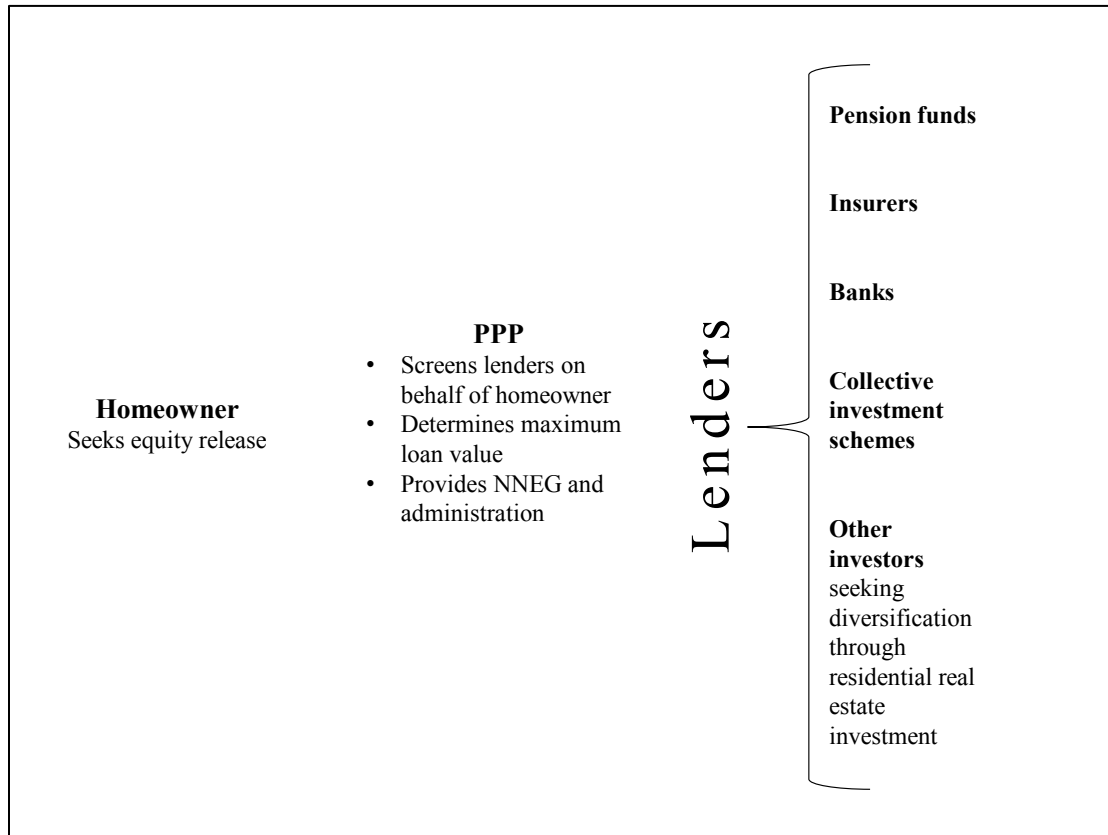 Homeowner
Seeks equity release
PPP
• Screens lenders on
behalf of homeowner
• Determines maximum
loan value
• Provides NNEG and
administration
Lenders
Pension funds
Insurers
Banks
Collective
investment
schemes
Other
investors
seeking
diversification
through
residential real
estate
investment